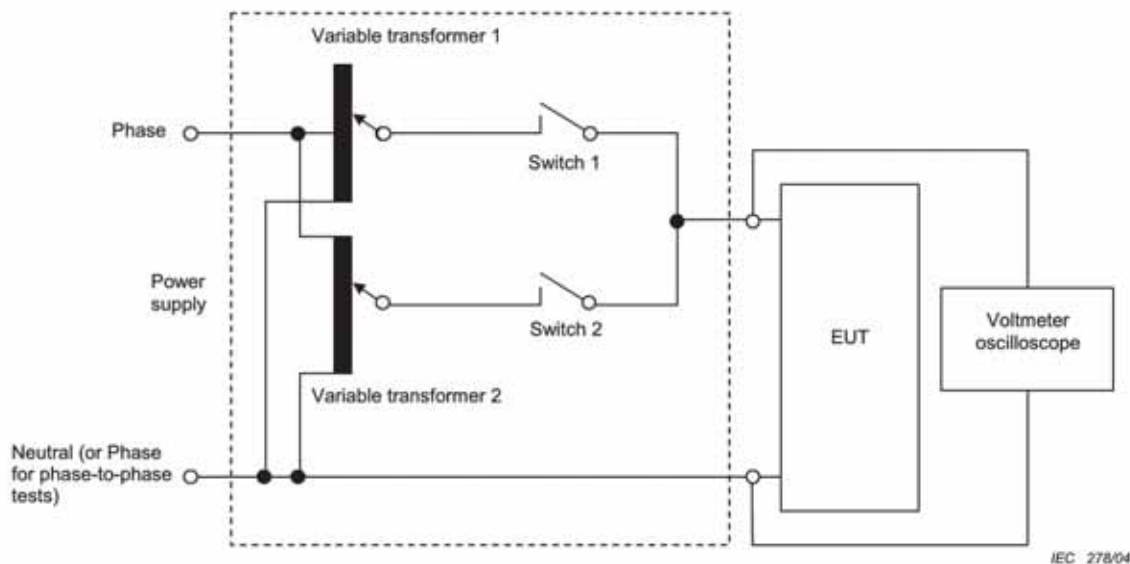 Variable transformer 1
Phase
Switch 1
Power
supply
Switch 2
EUT
Voltmeter
oscilloscope
Variable transformer 2
Neutral (or Phase
for phase-to-phase
tests)
IEC 278/04